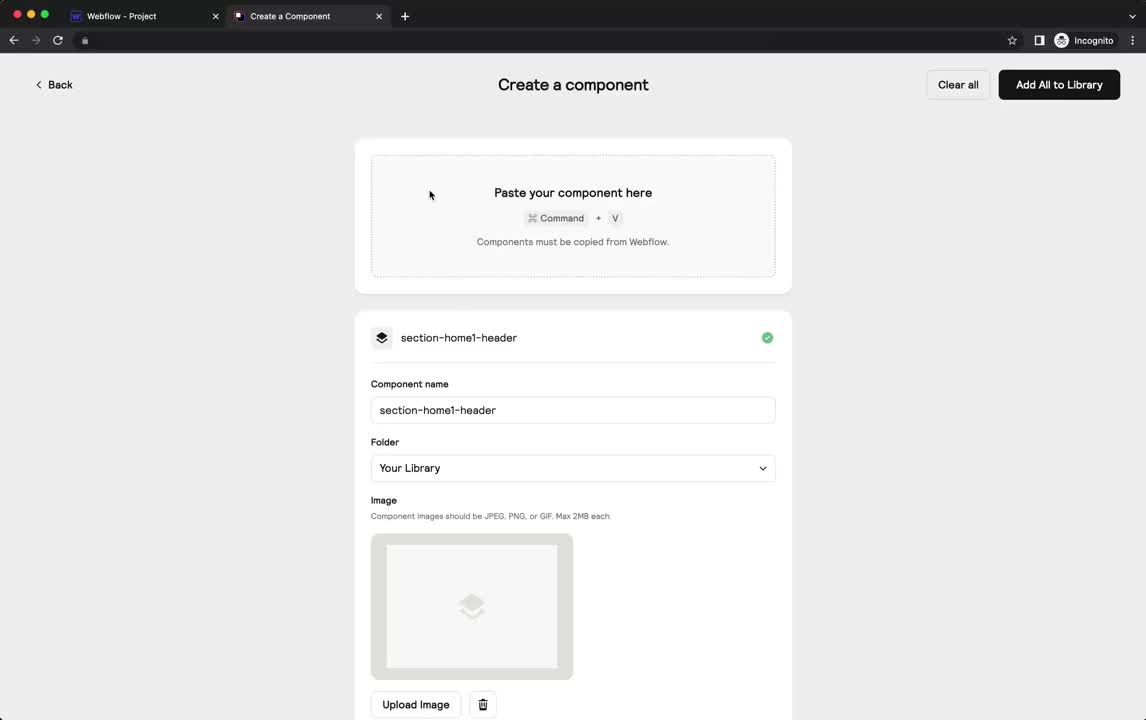 Webflow - Project
Create a Component
Incognito
Back
Create a component
Clear all
Add All to Library
Paste your component here
⌘ Command + V
Components must be copied from Webflow.
section-home1-header
Component name
section-home1-header
Folder
Your Library
Image
Component images should be JPEG, PNG, or GIF. Max 2MB each.
Upload Image